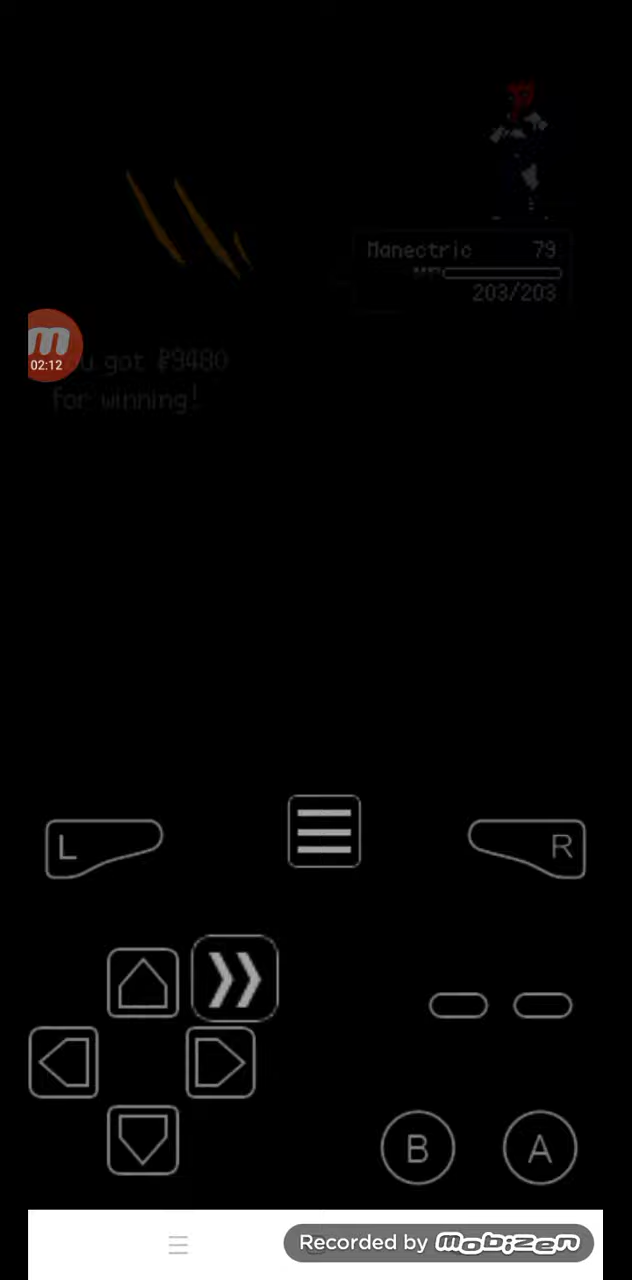 Manectric 79
203/203
m
02:12
u got ₽9480
for winning!
L
R
B
A
Recorded by mobizen